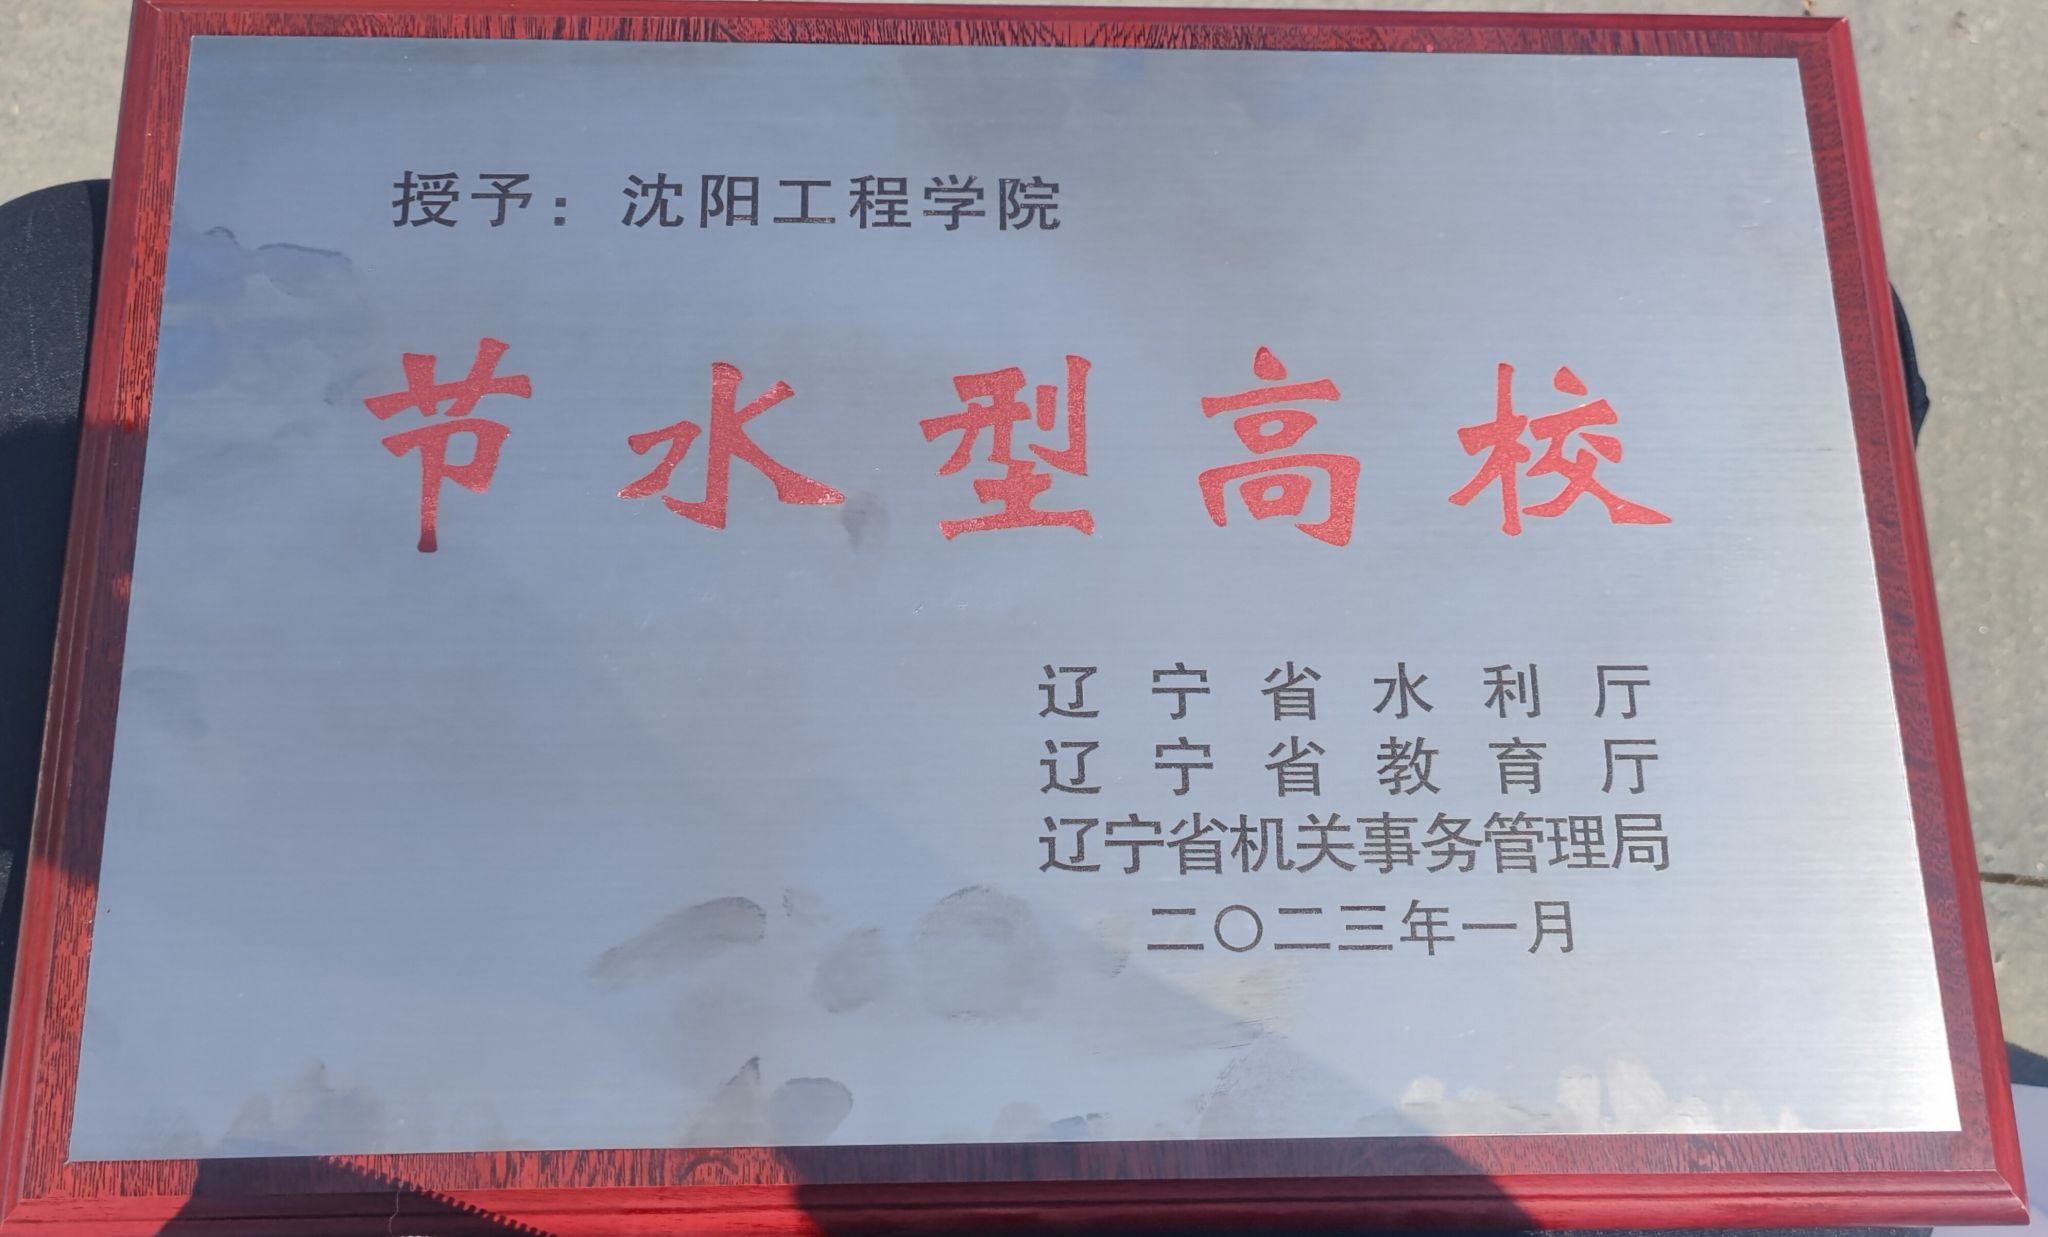 授予：沈阳工程学院
节水型高校
辽宁省水利厅
辽宁省教育厅
辽宁省机关事务管理局
二〇二三年一月